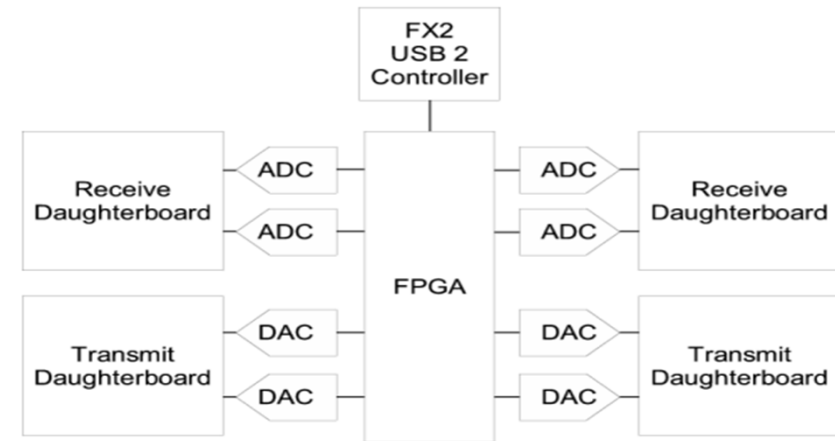 FX2
USB 2
Controller
Receive
Daughterboard
ADC
ADC
FPGA
ADC
ADC
Receive
Daughterboard
Transmit
Daughterboard
DAC
DAC
DAC
DAC
Transmit
Daughterboard